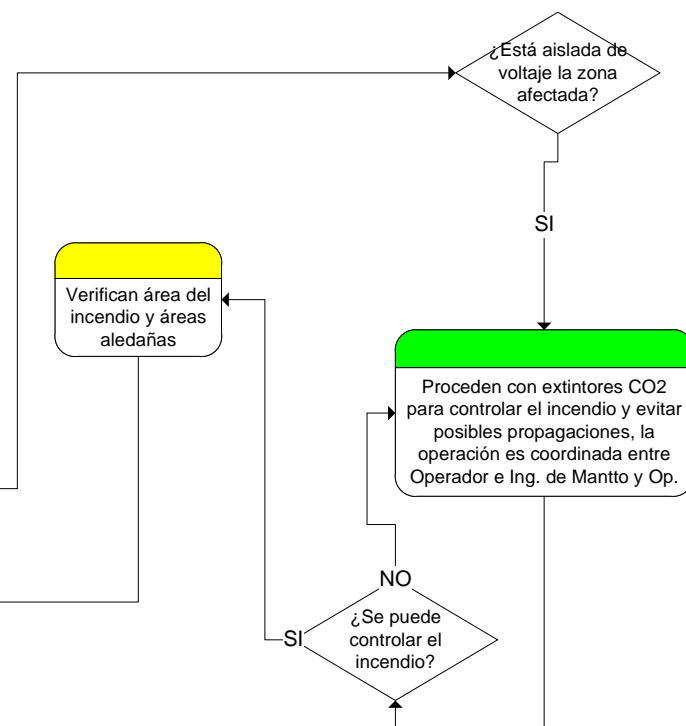 ¿Está aislada de
voltaje la zona
afectada?
SI
Verifican área del
incendio y áreas
aledañas
Proceden con extintores CO2
para controlar el incendio y evitar
posibles propagaciones, la
operación es coordinada entre
Operador e Ing. de Mantto y Op.
NO
¿Se puede
controlar el
incendio?
SI